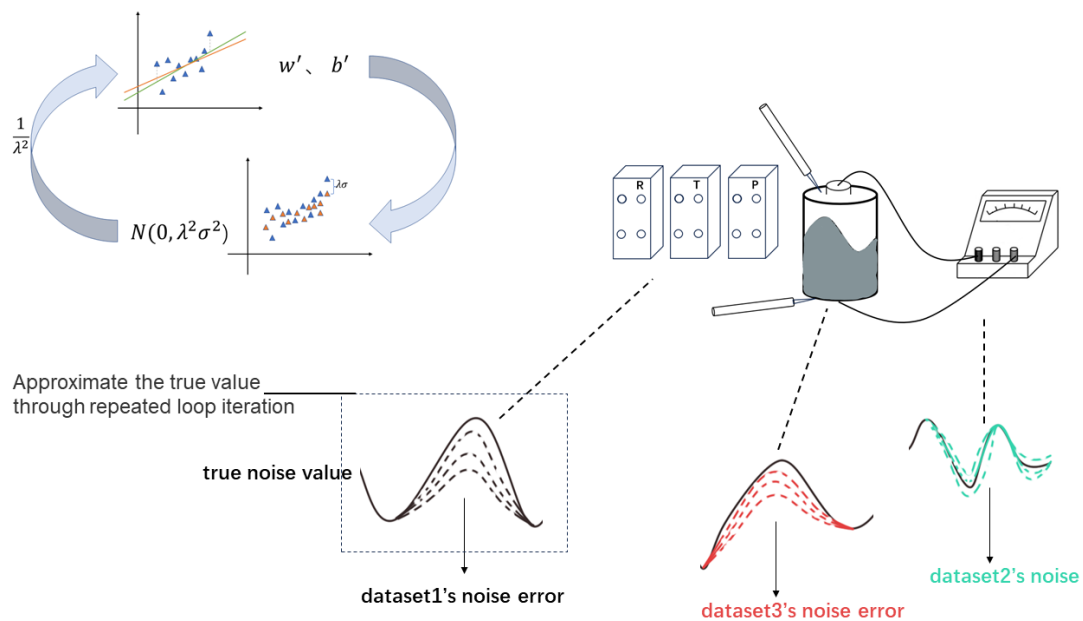 w′、 b′
1/λ²
λσ
N(0, λ²σ²)
R T P
Approximate the true value
through repeated loop iteration
true noise value
dataset1's noise error
dataset3's noise error
dataset2's noise